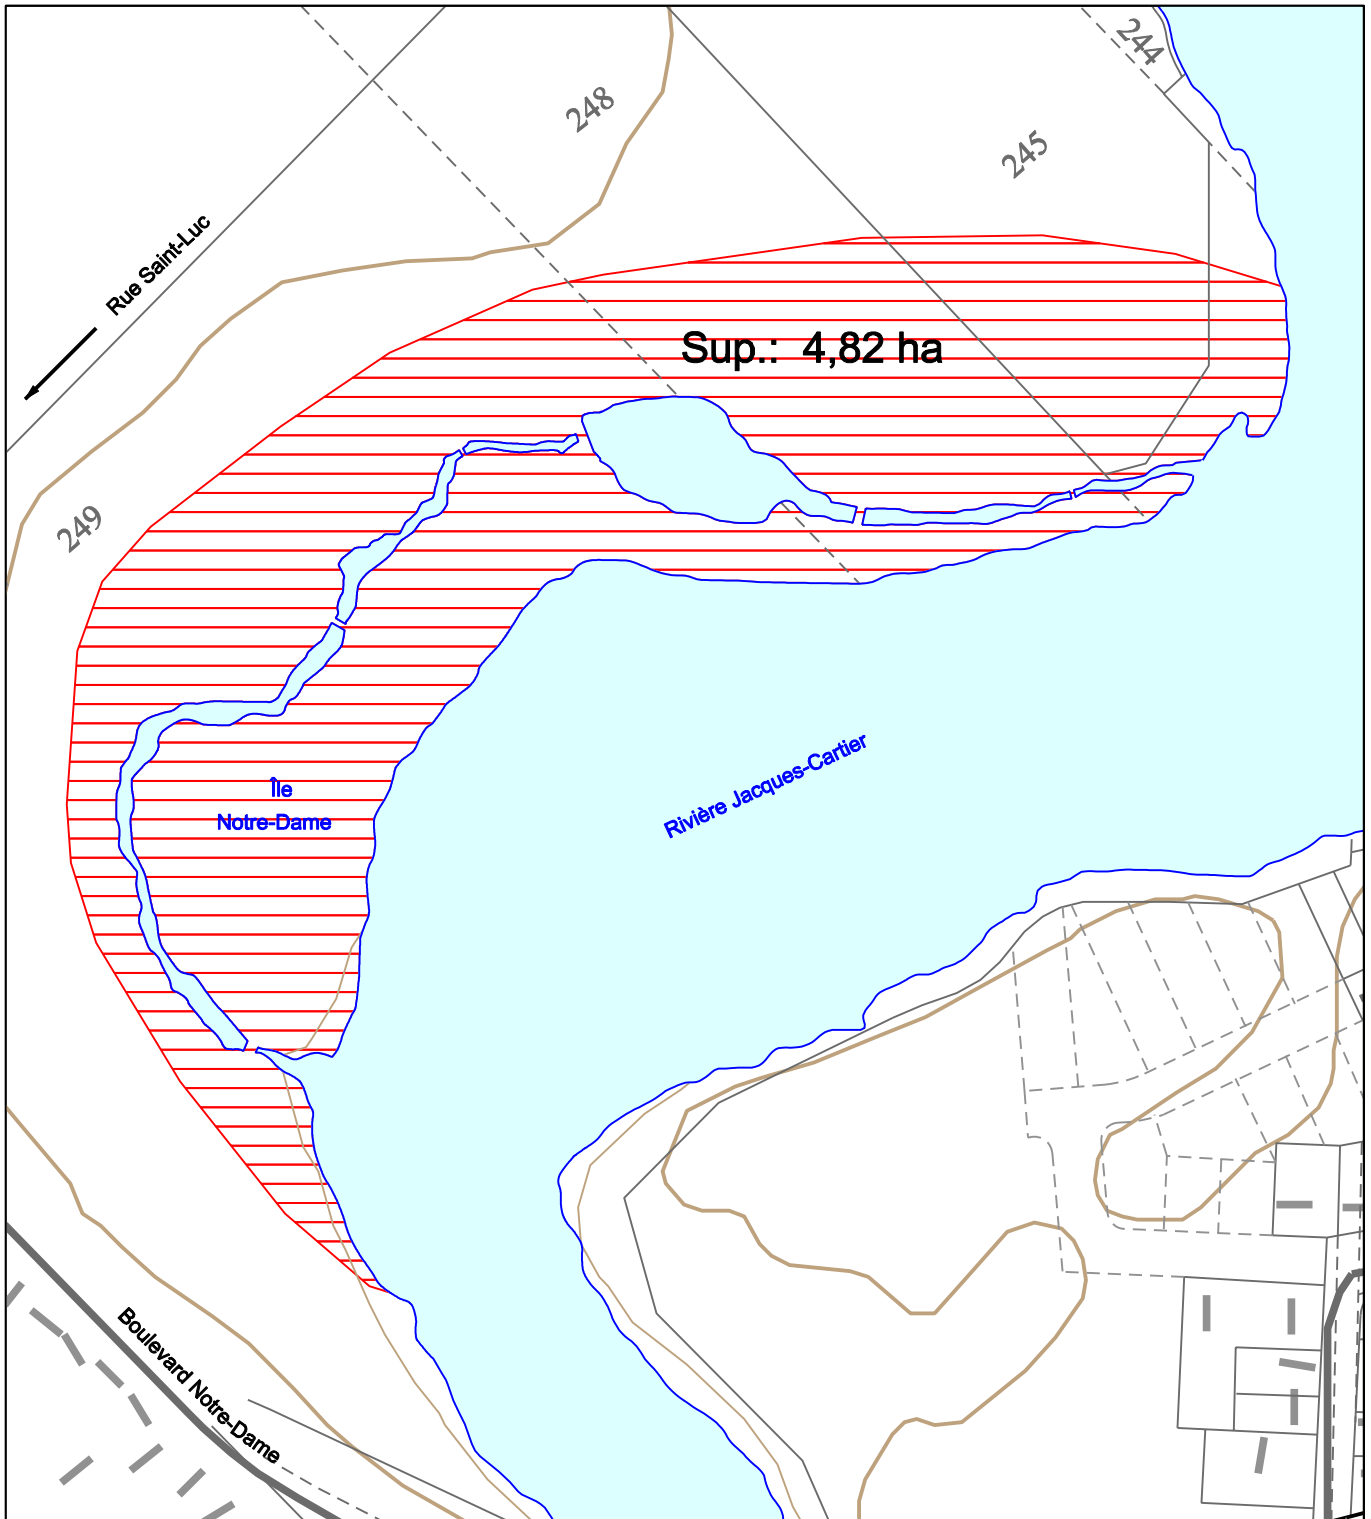 244
248
245
Rue Saint-Luc
Sup.: 4,82 ha
249
Rivière Jacques-Cartier
Île
Notre-Dame
Boulevard Notre-Dame